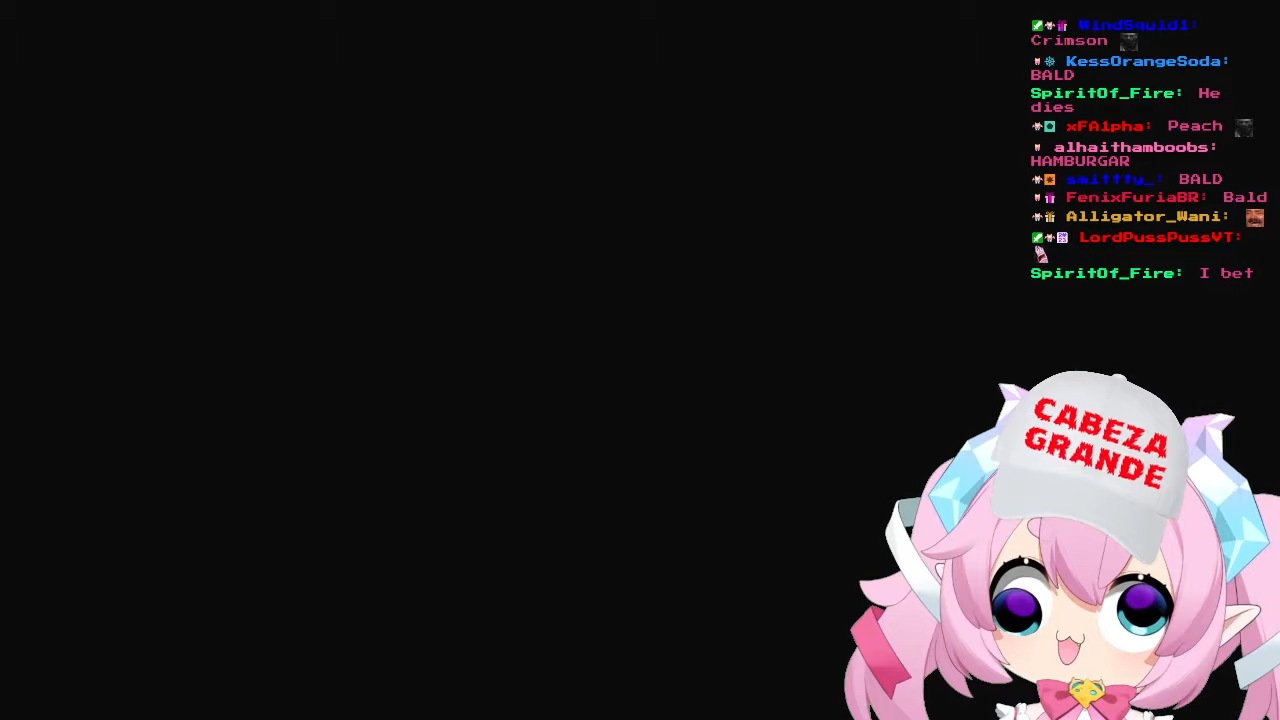 WindSquid1:
Crimson
KessOrangeSoda:
BALD
SpiritOf_Fire: He
dies
xFA1pha: Peach
alhaithamboobs:
HAMBURGAR
smittty_: BALD
FenixFuriaBR: Bald
Alligator_Wani:
LordPussPussVT:
SpiritOf_Fire: I bet
CABEZA
GRANDE